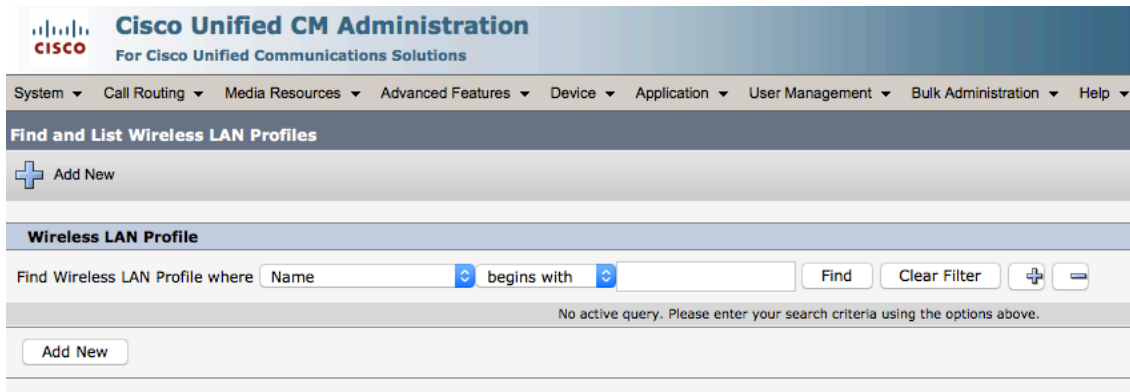 CISCO
Cisco Unified CM Administration
For Cisco Unified Communications Solutions
System Call Routing Media Resources Advanced Features Device Application User Management Bulk Administration Help
Find and List Wireless LAN Profiles
Add New
Wireless LAN Profile
Find Wireless LAN Profile where Name begins with Find Clear Filter
No active query. Please enter your search criteria using the options above.
Add New